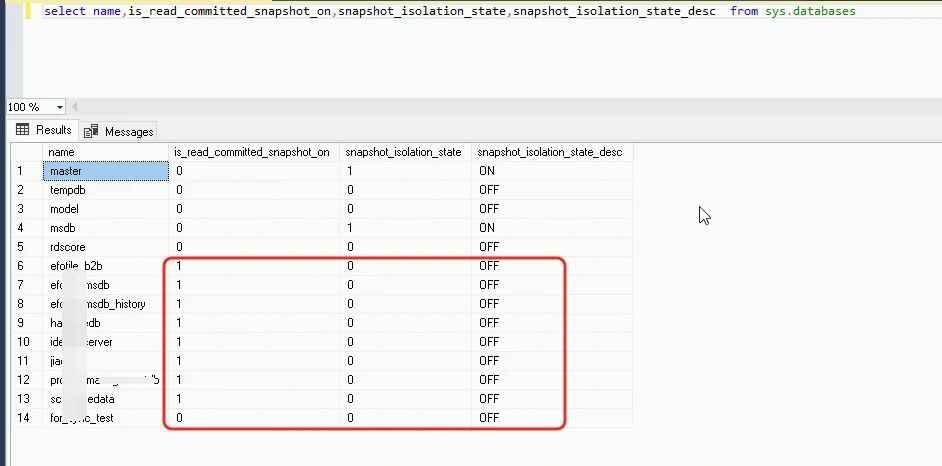 select name,is_read_committed_snapshot_on,snapshot_isolation_state,snapshot_isolation_state_desc from sys.databases
100 %
Results Messages
name is_read_committed_snapshot_on snapshot_isolation_state snapshot_isolation_state_desc
1 master 0 1 ON
2 tempdb 0 0 OFF
3 model 0 0 OFF
4 msdb 0 1 ON
5 rdscore 0 0 OFF
6 efotile_b2b 1 0 OFF
7 1 0 OFF
8 msdb_history 1 0 OFF
9 1 0 OFF
10 1 0 OFF
11 1 0 OFF
12 1 0 OFF
13 1 0 OFF
14 for_sync_test 0 0 OFF